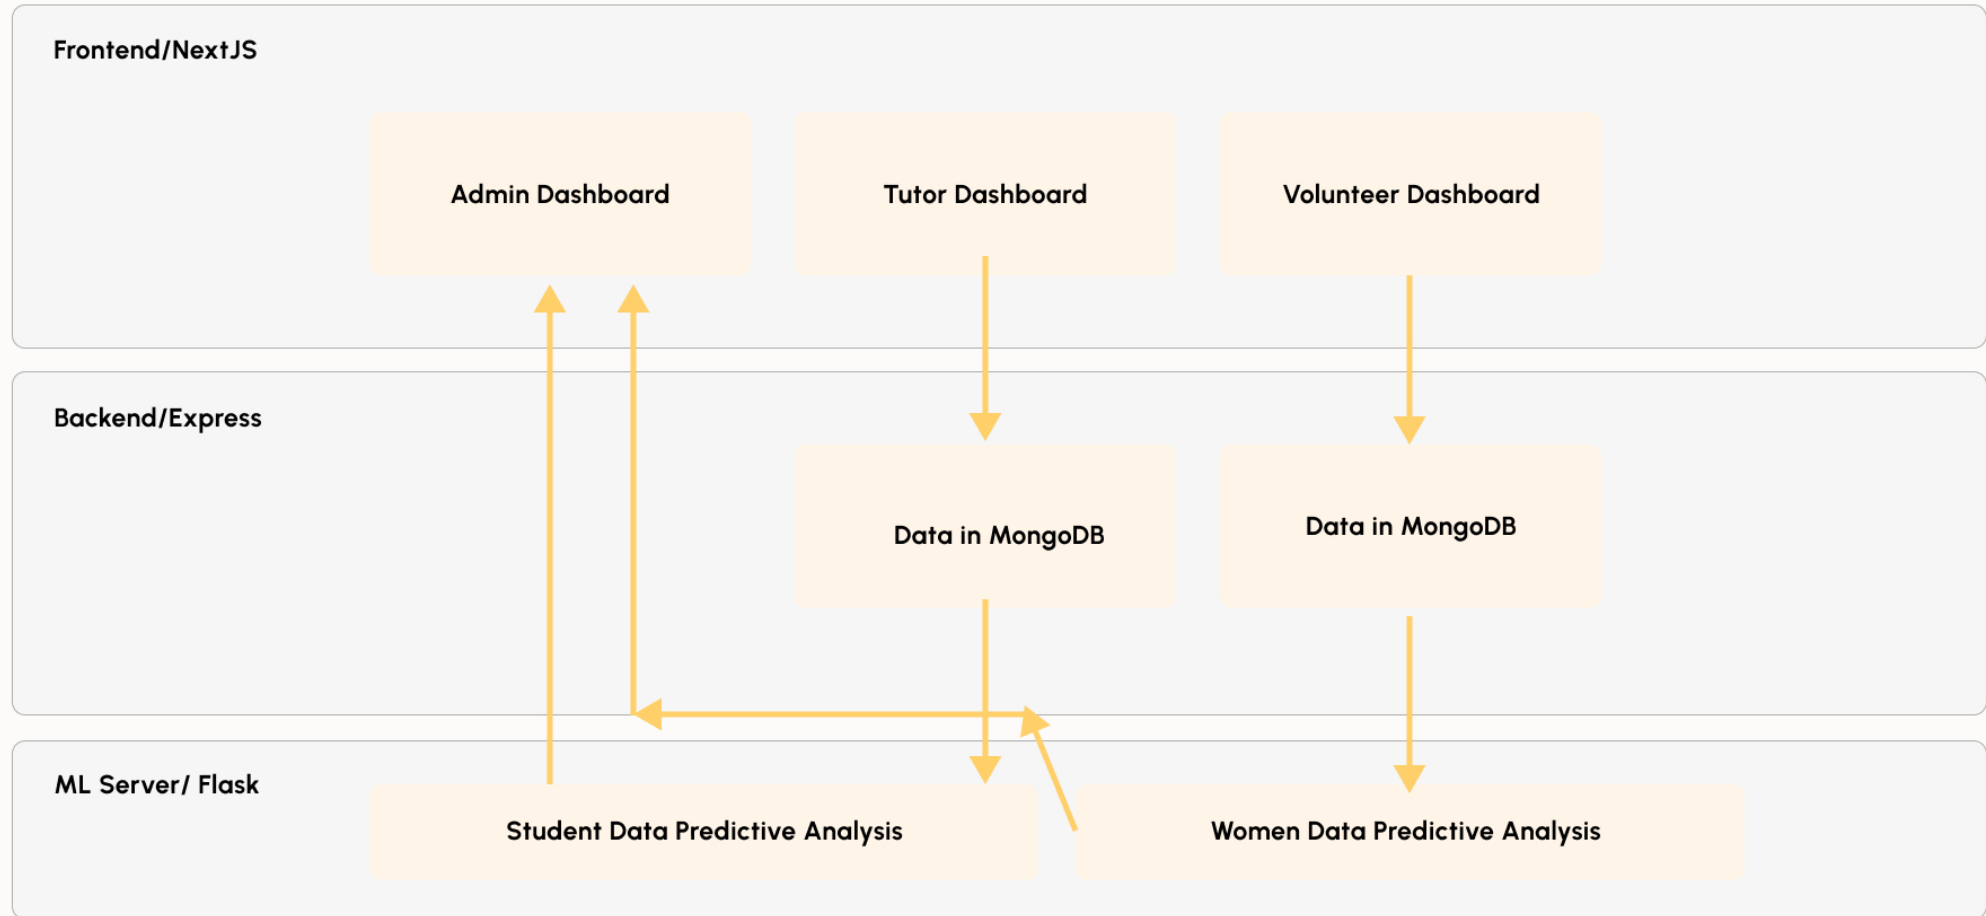 Frontend/NextJS
Admin Dashboard
Tutor Dashboard
Volunteer Dashboard
Backend/Express
Data in MongoDB
Data in MongoDB
ML Server/ Flask
Student Data Predictive Analysis
Women Data Predictive Analysis